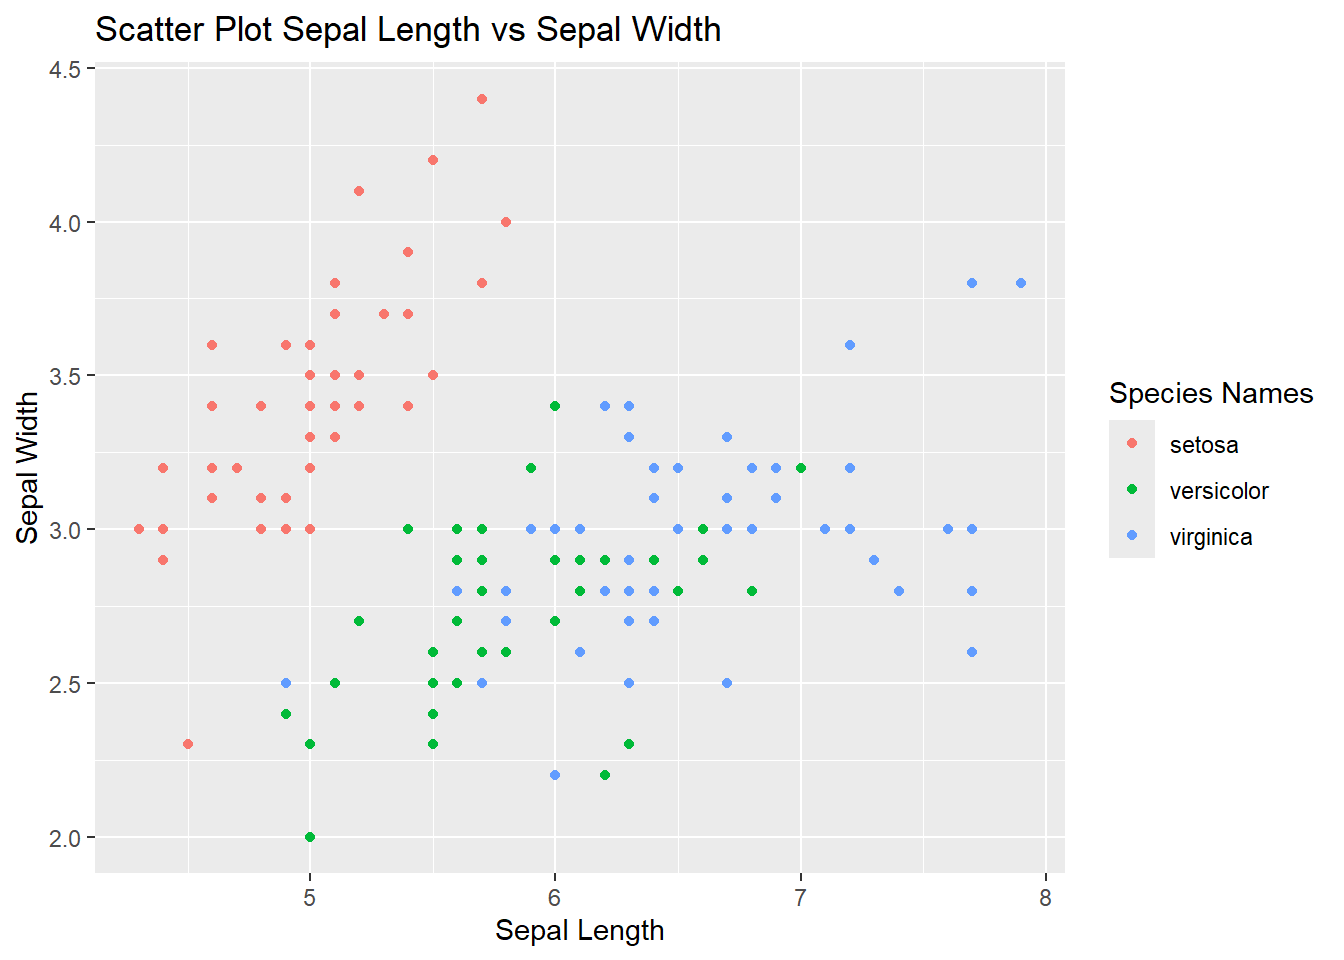 Scatter Plot Sepal Length vs Sepal Width
4.5
4.0
3.5
3.0
2.5
2.0
Sepal Width
5 6 7 8
Sepal Length
Species Names
setosa
versicolor
virginica